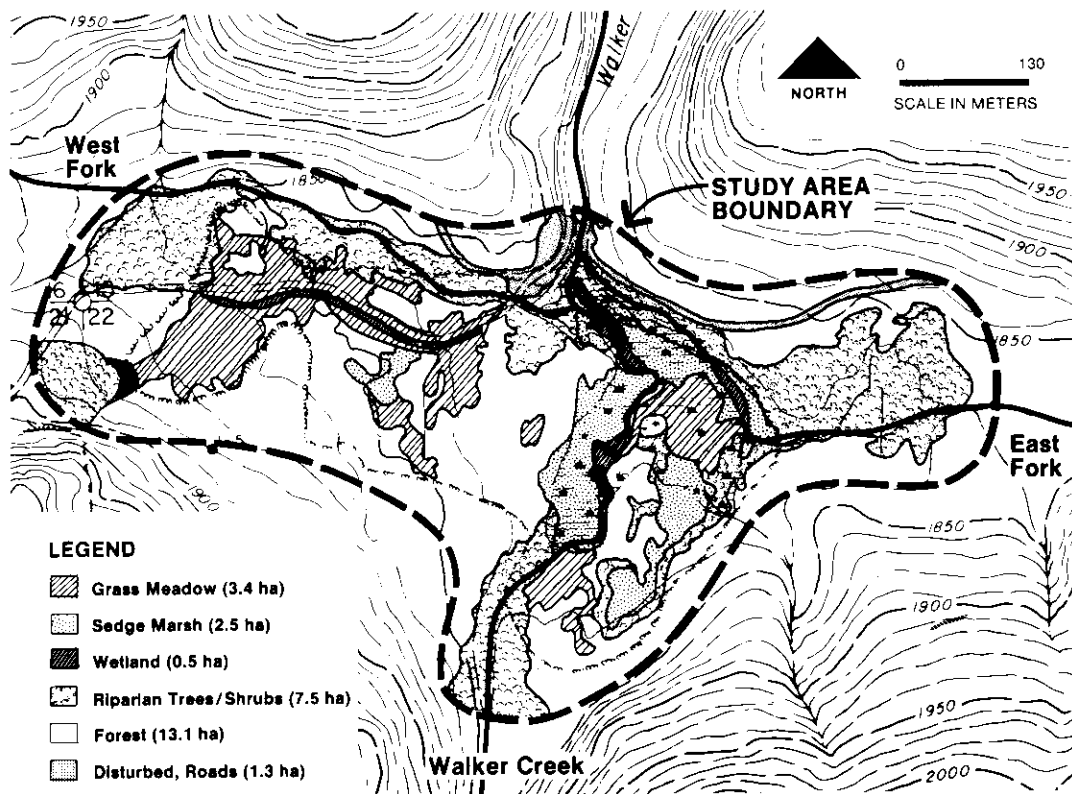 1950
1900
Walker
NORTH
0 130
SCALE IN METERS
West
Fork
1850
STUDY AREA
BOUNDARY
1950
1900
1850
22
East
Fork
1850
1900
1950
2000
LEGEND
Grass Meadow (3.4 ha)
Sedge Marsh (2.5 ha)
Wetland (0.5 ha)
Riparian Trees/Shrubs (7.5 ha)
Forest (13.1 ha)
Disturbed, Roads (1.3 ha)
Walker Creek